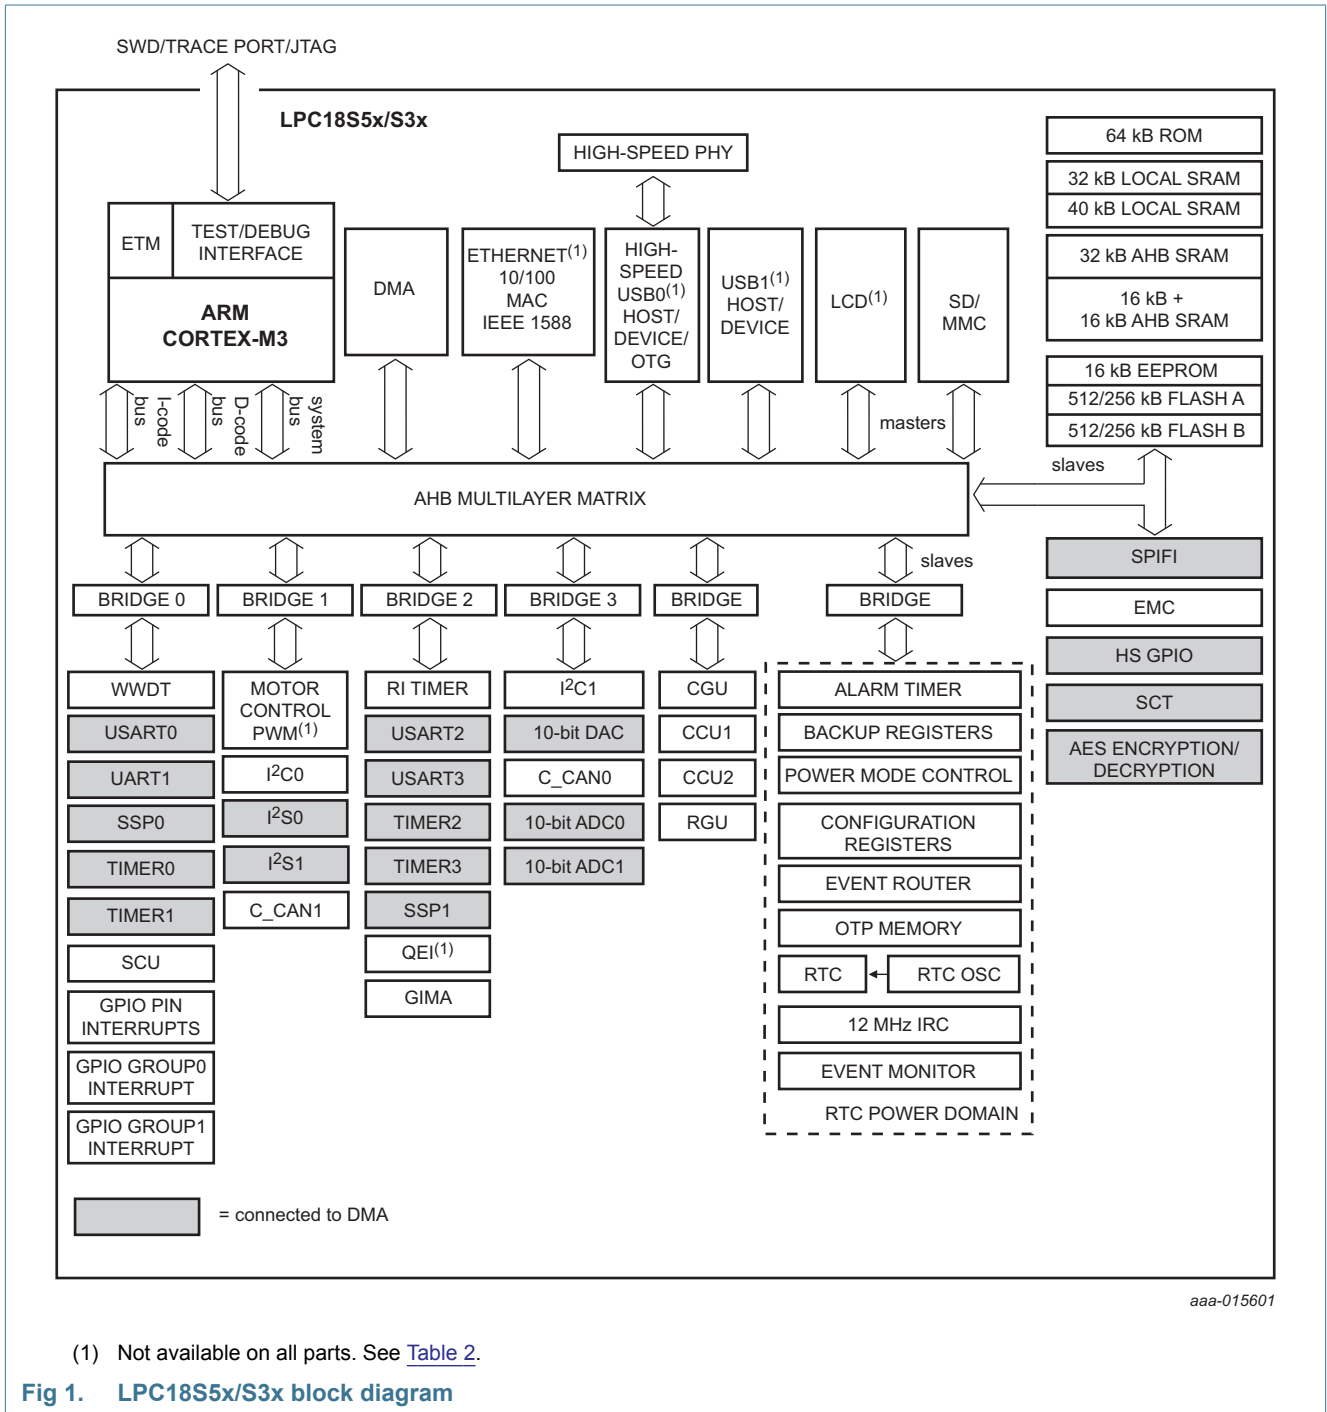 SWD/TRACE PORT/JTAG
LPC18S5x/S3x
HIGH-SPEED PHY
ETM
TEST/DEBUG
INTERFACE
ARM
CORTEX-M3
DMA
ETHERNET(1)
10/100
MAC
IEEE 1588
HIGH-
SPEED
USB0(1)
HOST/
DEVICE/
OTG
USB1(1)
HOST/
DEVICE
LCD(1)
SD/
MMC
64 kB ROM
32 kB LOCAL SRAM
40 kB LOCAL SRAM
32 kB AHB SRAM
16 kB +
16 kB AHB SRAM
16 kB EEPROM
512/256 kB FLASH A
512/256 kB FLASH B
I-code
bus
D-code
bus
system
bus
masters
slaves
AHB MULTILAYER MATRIX
slaves
BRIDGE 0
BRIDGE 1
BRIDGE 2
BRIDGE 3
BRIDGE
BRIDGE
WWDT
USART0
UART1
SSP0
TIMER0
TIMER1
SCU
GPIO PIN
INTERRUPTS
GPIO GROUP0
INTERRUPT
GPIO GROUP1
INTERRUPT
MOTOR
CONTROL
PWM(1)
I2C0
I2S0
I2S1
C_CAN1
RI TIMER
USART2
USART3
TIMER2
TIMER3
SSP1
QEI(1)
GIMA
I2C1
10-bit DAC
C_CAN0
10-bit ADC0
10-bit ADC1
CGU
CCU1
CCU2
RGU
ALARM TIMER
BACKUP REGISTERS
POWER MODE CONTROL
CONFIGURATION
REGISTERS
EVENT ROUTER
OTP MEMORY
RTC
RTC OSC
12 MHz IRC
EVENT MONITOR
RTC POWER DOMAIN
SPIFI
EMC
HS GPIO
SCT
AES ENCRYPTION/
DECRYPTION
= connected to DMA
aaa-015601
(1) Not available on all parts. See Table 2.
Fig 1. LPC18S5x/S3x block diagram